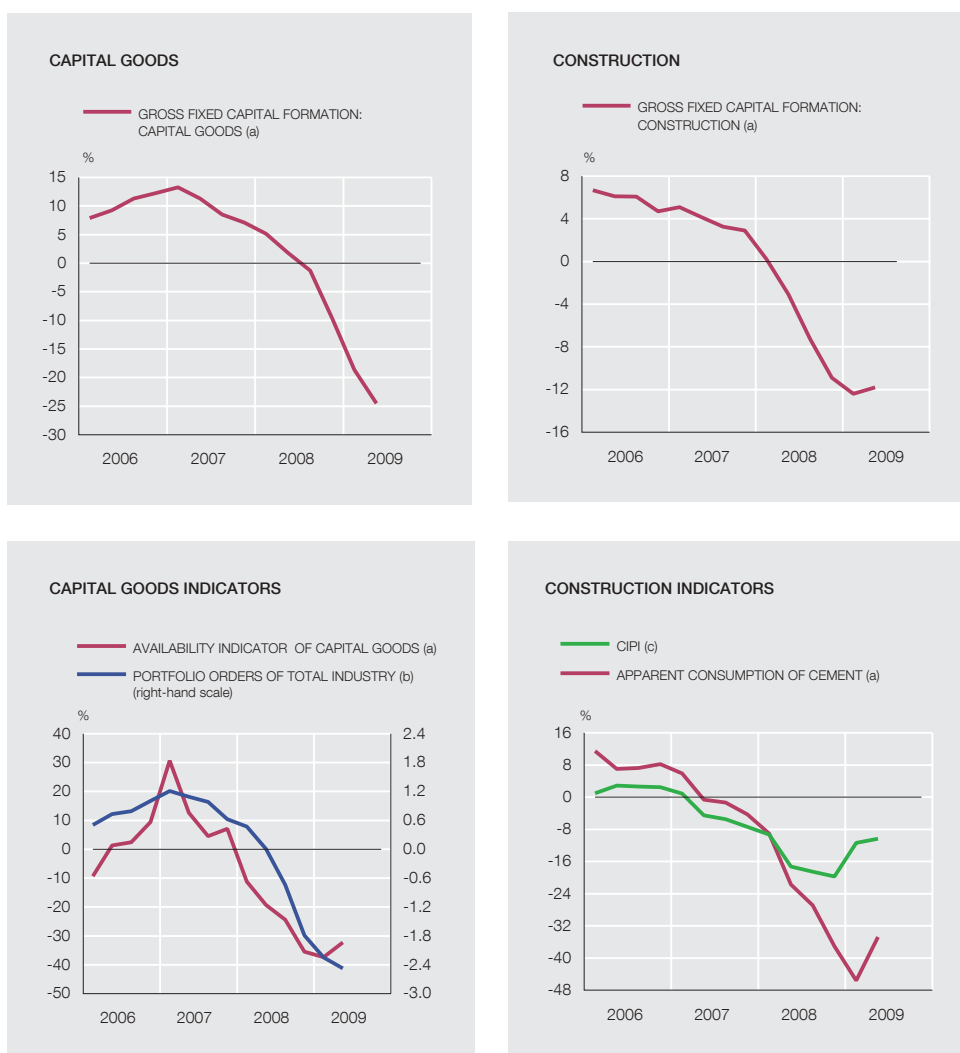 CAPITAL GOODS
GROSS FIXED CAPITAL FORMATION:
CAPITAL GOODS (a)
%
15
10
5
0
-5
-10
-15
-20
-25
-30
2006 2007 2008 2009
CONSTRUCTION
GROSS FIXED CAPITAL FORMATION:
CONSTRUCTION (a)
%
8
4
0
-4
-8
-12
-16
2006 2007 2008 2009
CAPITAL GOODS INDICATORS
AVAILABILITY INDICATOR OF CAPITAL GOODS (a)
PORTFOLIO ORDERS OF TOTAL INDUSTRY (b)
(right-hand scale)
%
40 2.4
30 1.8
20 1.2
10 0.6
0 0.0
-10 -0.6
-20 -1.2
-30 -1.8
-40 -2.4
-50 -3.0
2006 2007 2008 2009
CONSTRUCTION INDICATORS
CIPI (c)
APPARENT CONSUMPTION OF CEMENT (a)
%
16
8
0
-8
-16
-24
-32
-40
-48
2006 2007 2008 2009